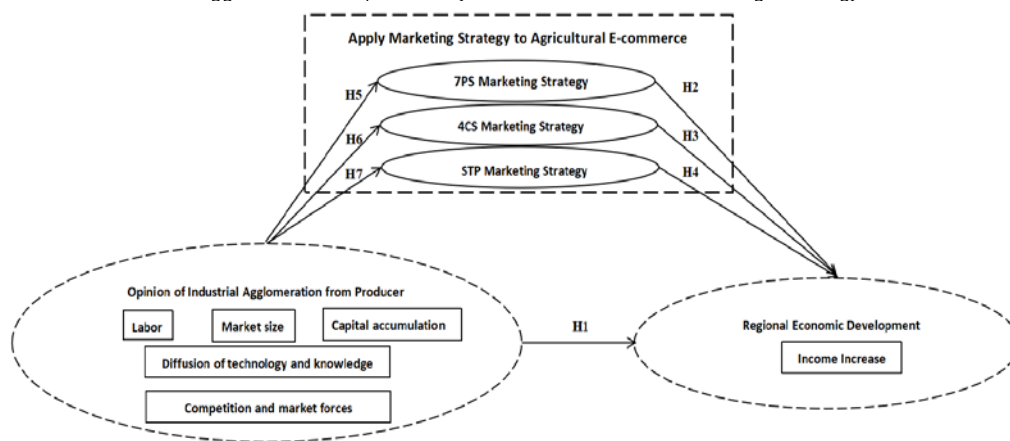 Apply Marketing Strategy to Agricultural E-commerce
7PS Marketing Strategy
H5
H2
4CS Marketing Strategy
H6
H3
STP Marketing Strategy
H7
H4
Opinion of Industrial Agglomeration from Producer
Labor
Market size
Capital accumulation
Diffusion of technology and knowledge
Competition and market forces
H1
Regional Economic Development
Income Increase